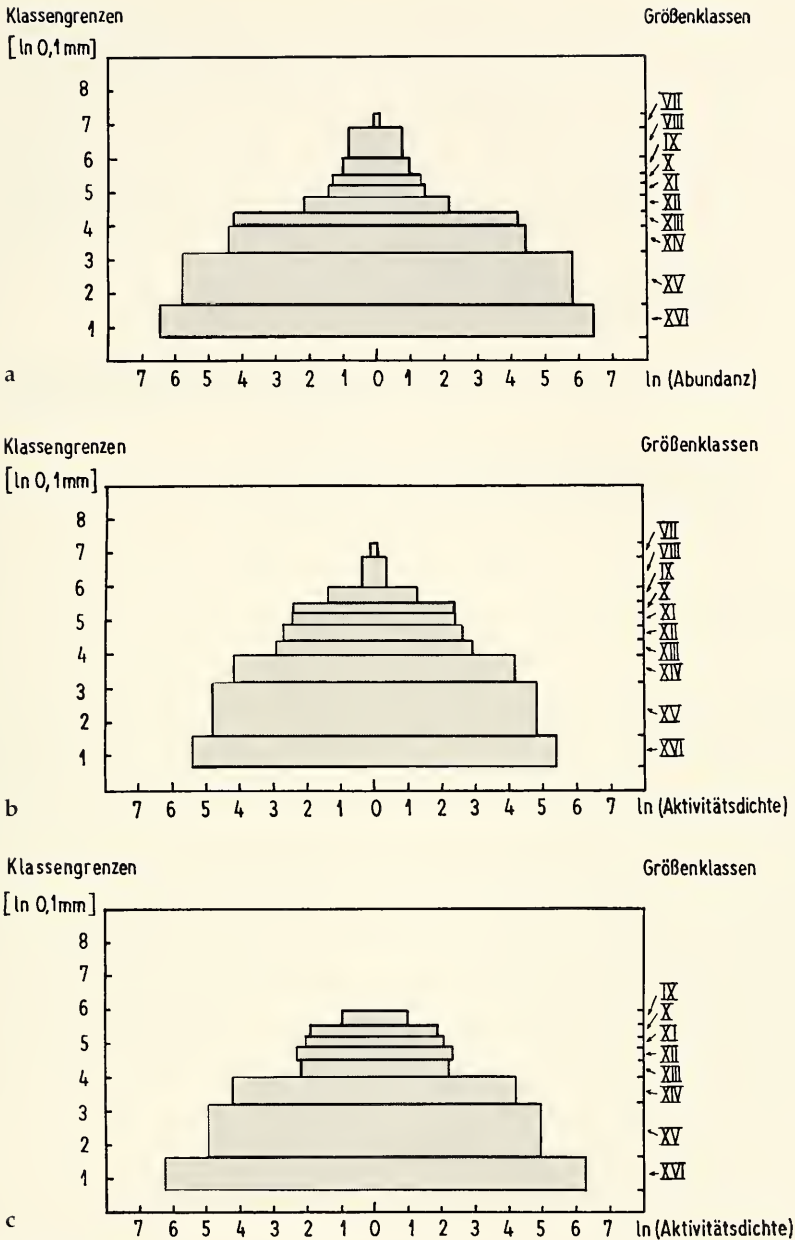 Klassengrenzen Größenklassen
[ln 0,1mm]
8
7
6
5
4
3
2
1
VII
VIII
IX
X
XI
XII
XIII
XIV
XV
XVI
a
7 6 5 4 3 2 1 0 1 2 3 4 5 6 7 ln (Abundanz)
Klassengrenzen Größenklassen
[ln 0,1mm]
8
7
6
5
4
3
2
1
VII
VIII
IX
X
XI
XII
XIII
XIV
XV
XVI
b
7 6 5 4 3 2 1 0 1 2 3 4 5 6 7 ln (Aktivitätsdichte)
Klassengrenzen Größenklassen
[ln 0,1mm]
8
7
6
5
4
3
2
1
IX
X
XI
XII
XIII
XIV
XV
XVI
c
7 6 5 4 3 2 1 0 1 2 3 4 5 6 7 ln (Aktivitätsdichte)